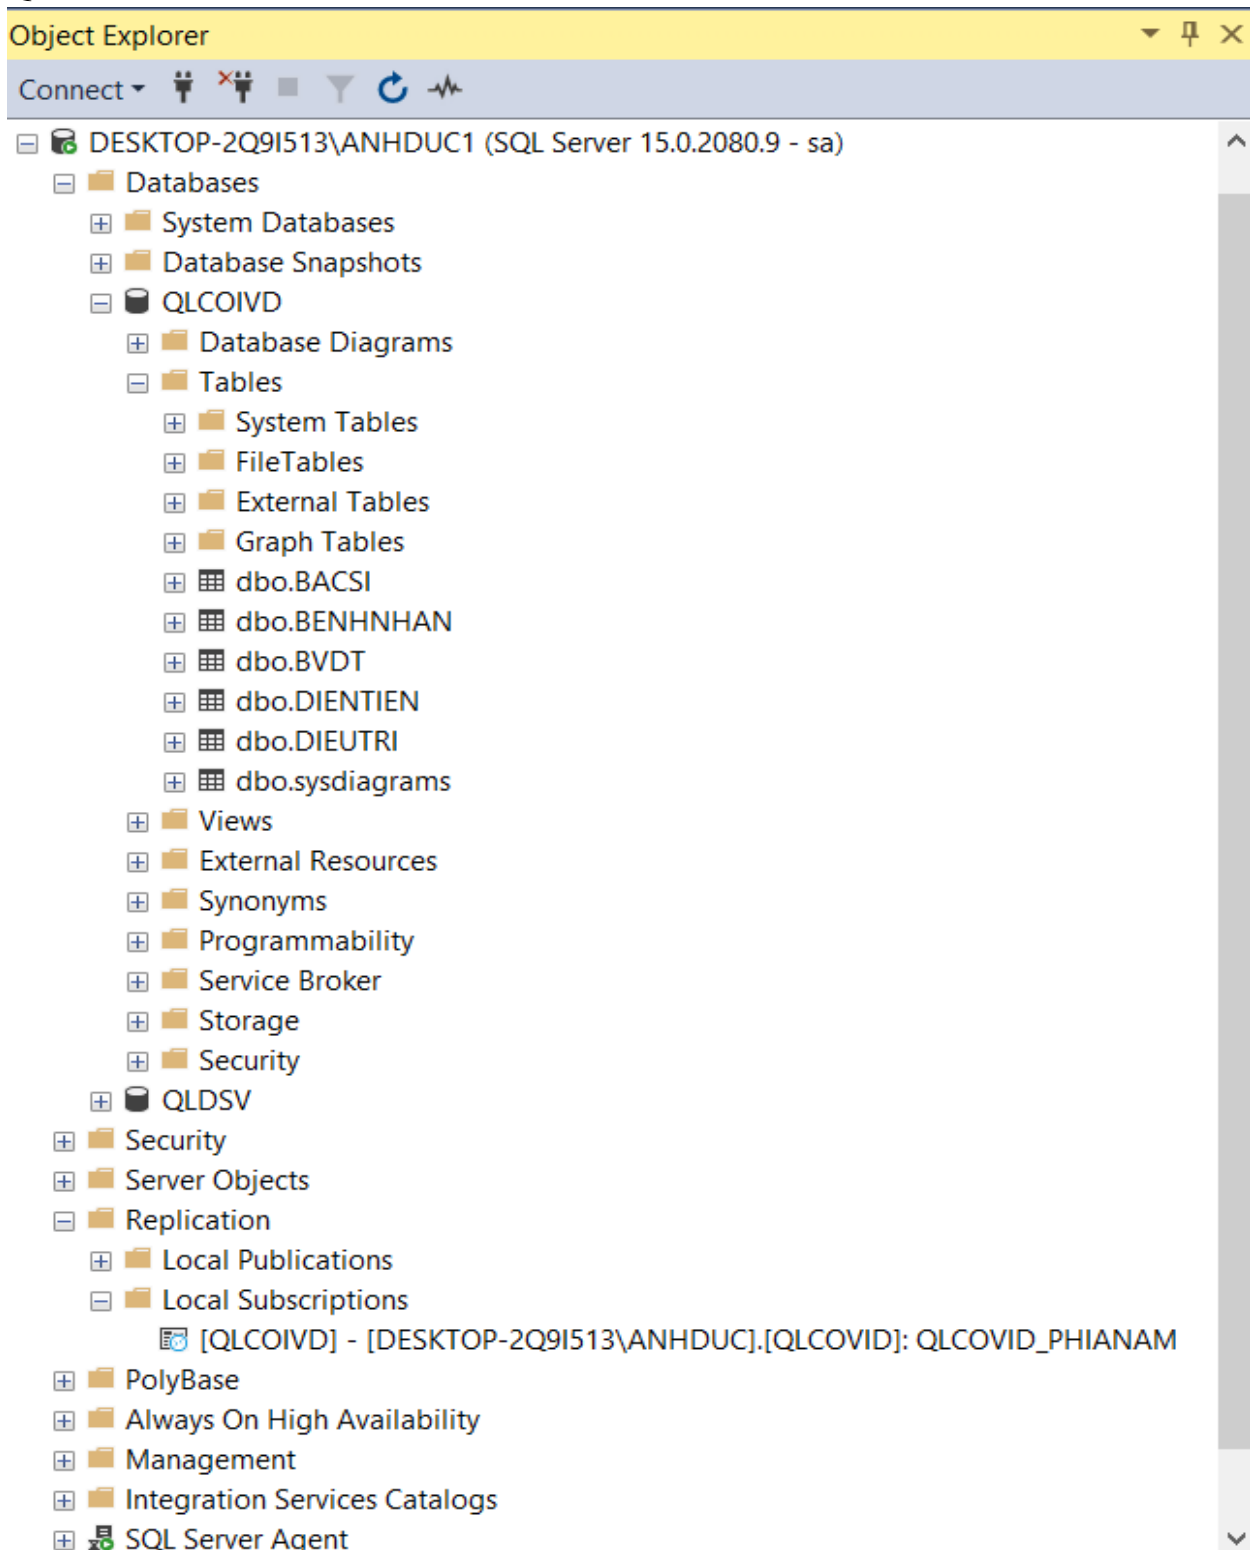 Object Explorer
Connect
DESKTOP-2Q9I513\ANHDUC1 (SQL Server 15.0.2080.9 - sa)
Databases
System Databases
Database Snapshots
QLCOIVD
Database Diagrams
Tables
System Tables
FileTables
External Tables
Graph Tables
dbo.BACSI
dbo.BENHNHAN
dbo.BVDT
dbo.DIENTIEN
dbo.DIEUTRI
dbo.sysdiagrams
Views
External Resources
Synonyms
Programmability
Service Broker
Storage
Security
QLDSV
Security
Server Objects
Replication
Local Publications
Local Subscriptions
[QLCOIVD] - [DESKTOP-2Q9I513\ANHDUC].[QLCOVID]: QLCOVID_PHIANAM
PolyBase
Always On High Availability
Management
Integration Services Catalogs
SQL Server Agent